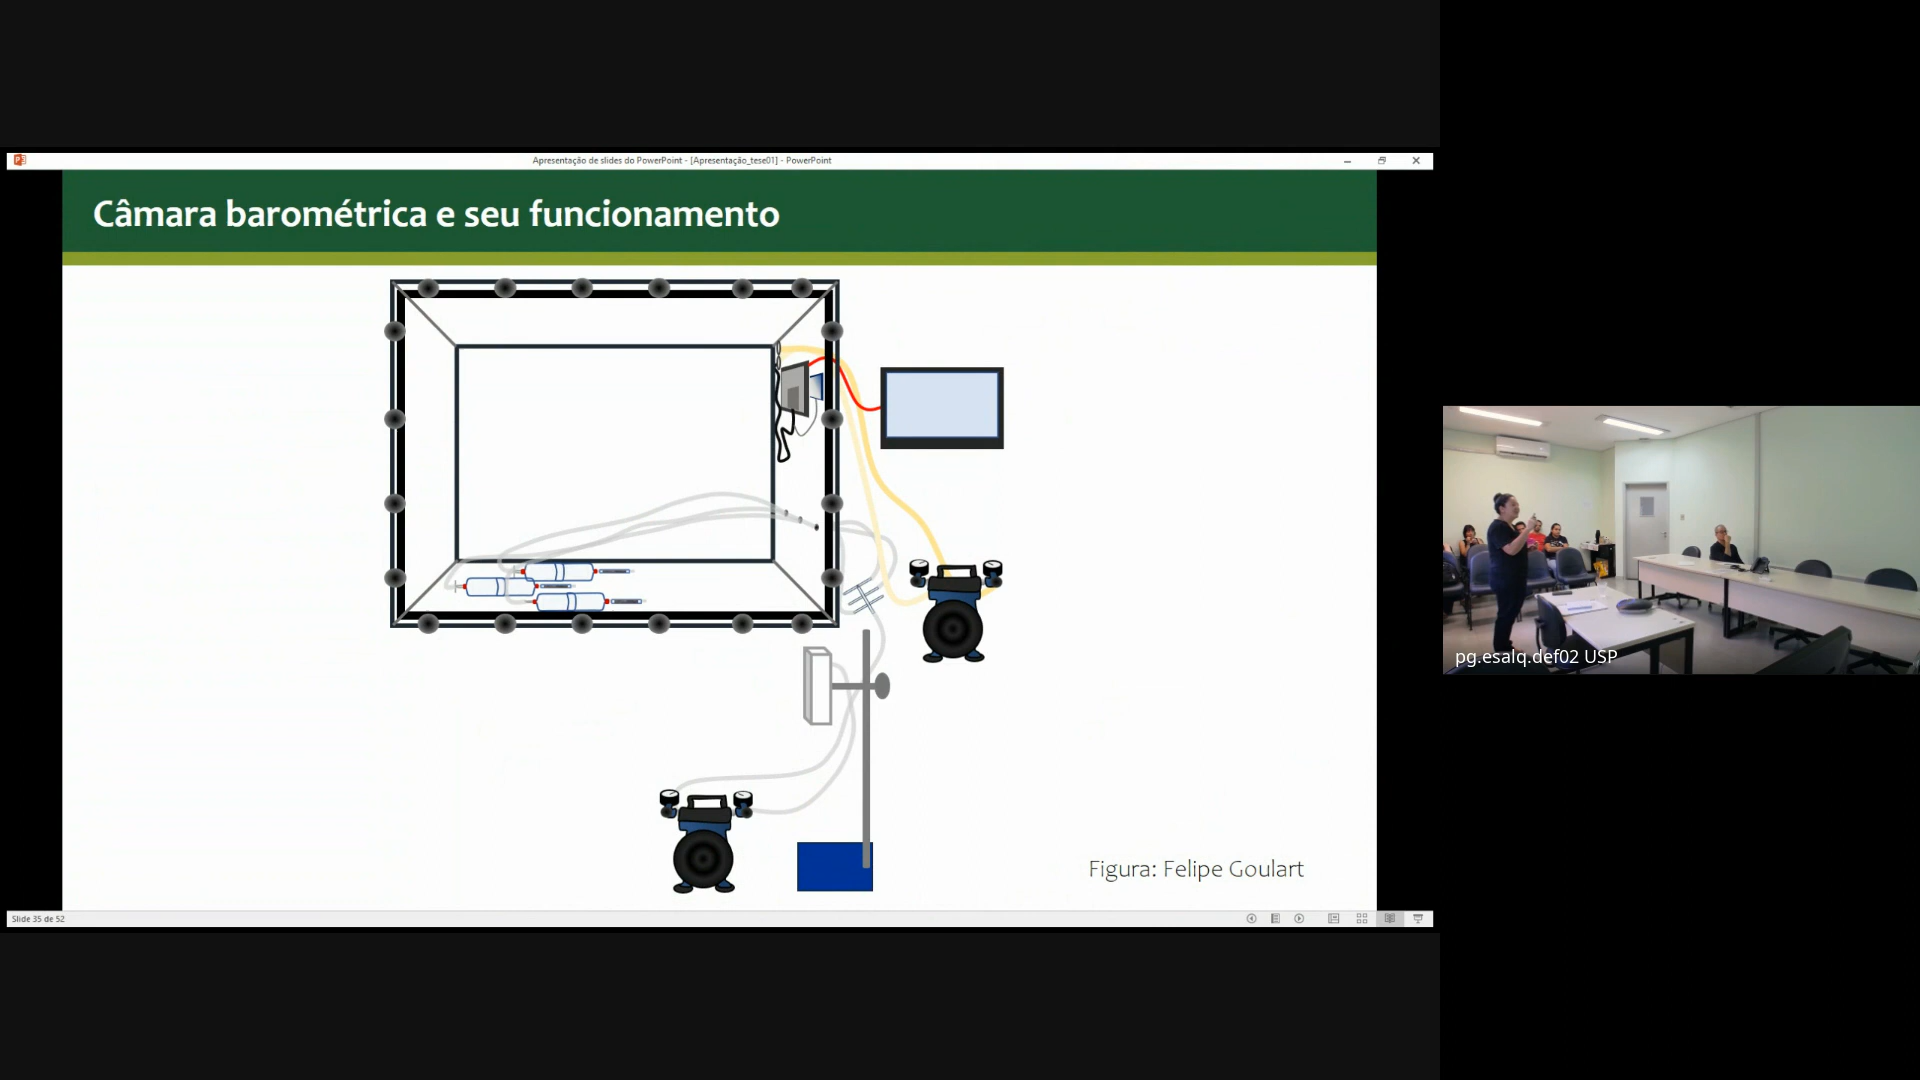 Apresentação de slides do PowerPoint - [Apresentação_tese01] - PowerPoint
Câmara barométrica e seu funcionamento
Figura: Felipe Goulart
Slide 35 de 52
pg.esalq.def02 USP